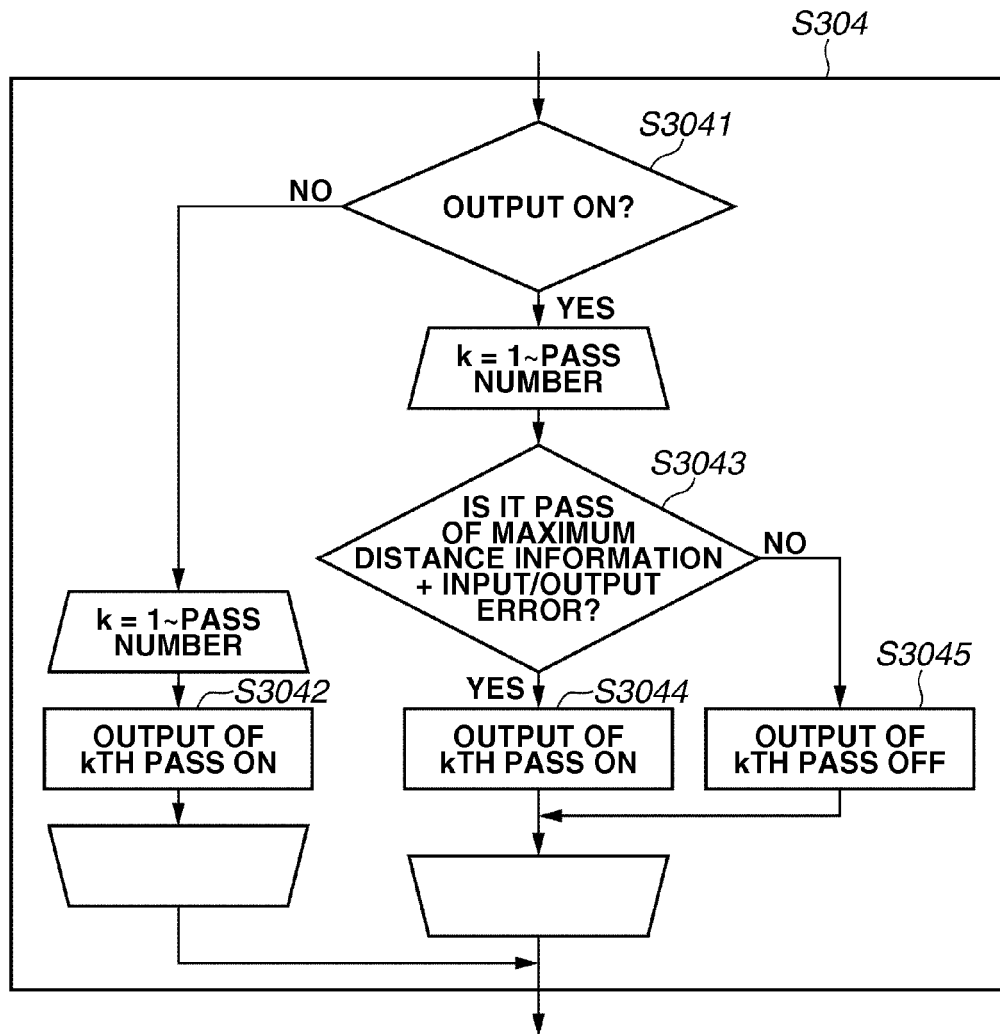 S304
S3041
NO
OUTPUT ON?
YES
k = 1~PASS
NUMBER
S3043
IS IT PASS
OF MAXIMUM
DISTANCE INFORMATION
+ INPUT/OUTPUT
ERROR?
NO
k = 1~PASS
NUMBER
S3042
OUTPUT OF
kTH PASS ON
YES
S3044
OUTPUT OF
kTH PASS ON
S3045
OUTPUT OF
kTH PASS OFF